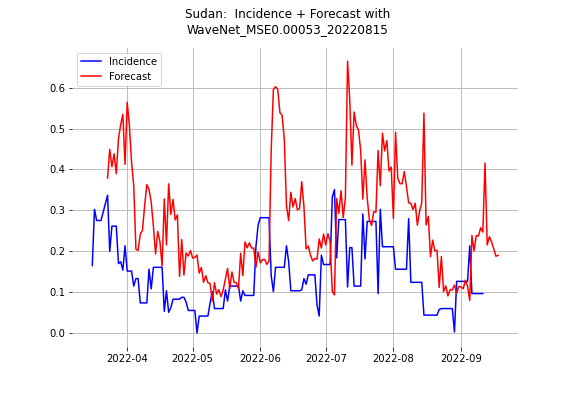 Sudan:  Incidence + Forecast with
WaveNet_MSE0.00053_20220815
Incidence
Forecast
0.6
0.5
0.4
0.3
0.2
0.1
0.0
2022-04 2022-05 2022-06 2022-07 2022-08 2022-09